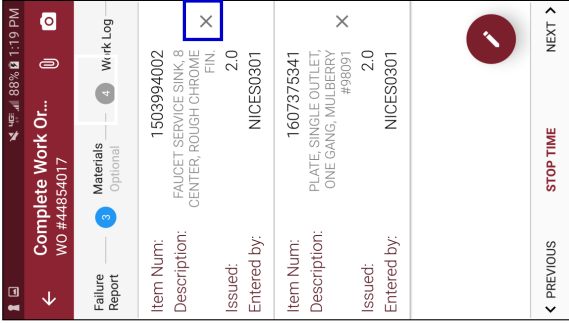 4G 88% 1:19 PM
Complete Work Or...
WO #44854017
Failure
Report
3
Materials
Optional
4
Work Log
Item Num: 1503994002
Description: FAUCET SERVICE SINK, 8
CENTER, ROUGH CHROME
FIN.
Issued: 2.0
Entered by: NICES0301
Item Num: 1607375341
Description: PLATE, SINGLE OUTLET,
ONE GANG, MULBERRY
#98091
Issued: 2.0
Entered by: NICES0301
PREVIOUS STOP TIME NEXT